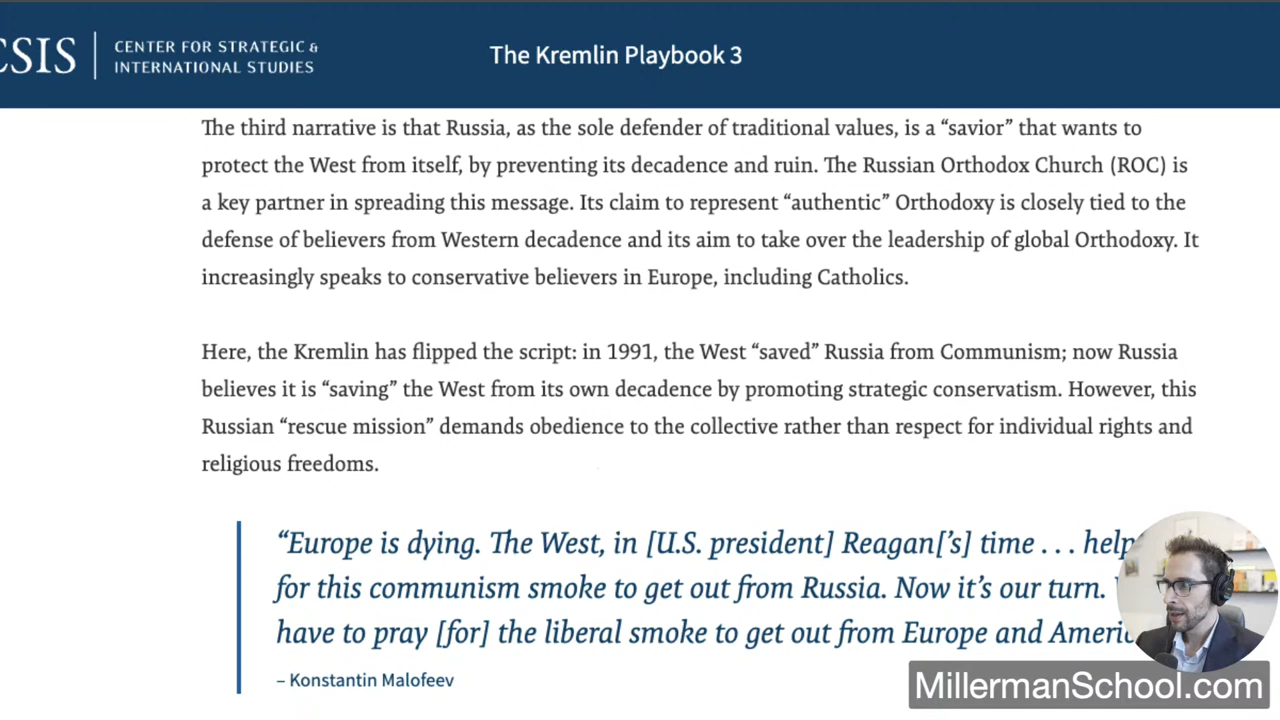 CSIS
CENTER FOR STRATEGIC &
INTERNATIONAL STUDIES
The Kremlin Playbook 3
The third narrative is that Russia, as the sole defender of traditional values, is a “savior” that wants to
protect the West from itself, by preventing its decadence and ruin. The Russian Orthodox Church (ROC) is
a key partner in spreading this message. Its claim to represent “authentic” Orthodoxy is closely tied to the
defense of believers from Western decadence and its aim to take over the leadership of global Orthodoxy. It
increasingly speaks to conservative believers in Europe, including Catholics.
Here, the Kremlin has flipped the script: in 1991, the West “saved” Russia from Communism; now Russia
believes it is “saving” the West from its own decadence by promoting strategic conservatism. However, this
Russian “rescue mission” demands obedience to the collective rather than respect for individual rights and
religious freedoms.
“Europe is dying. The West, in [U.S. president] Reagan[’s] time . . . help
for this communism smoke to get out from Russia. Now it’s our turn.
have to pray [for] the liberal smoke to get out from Europe and Americ
– Konstantin Malofeev
MillermanSchool.com